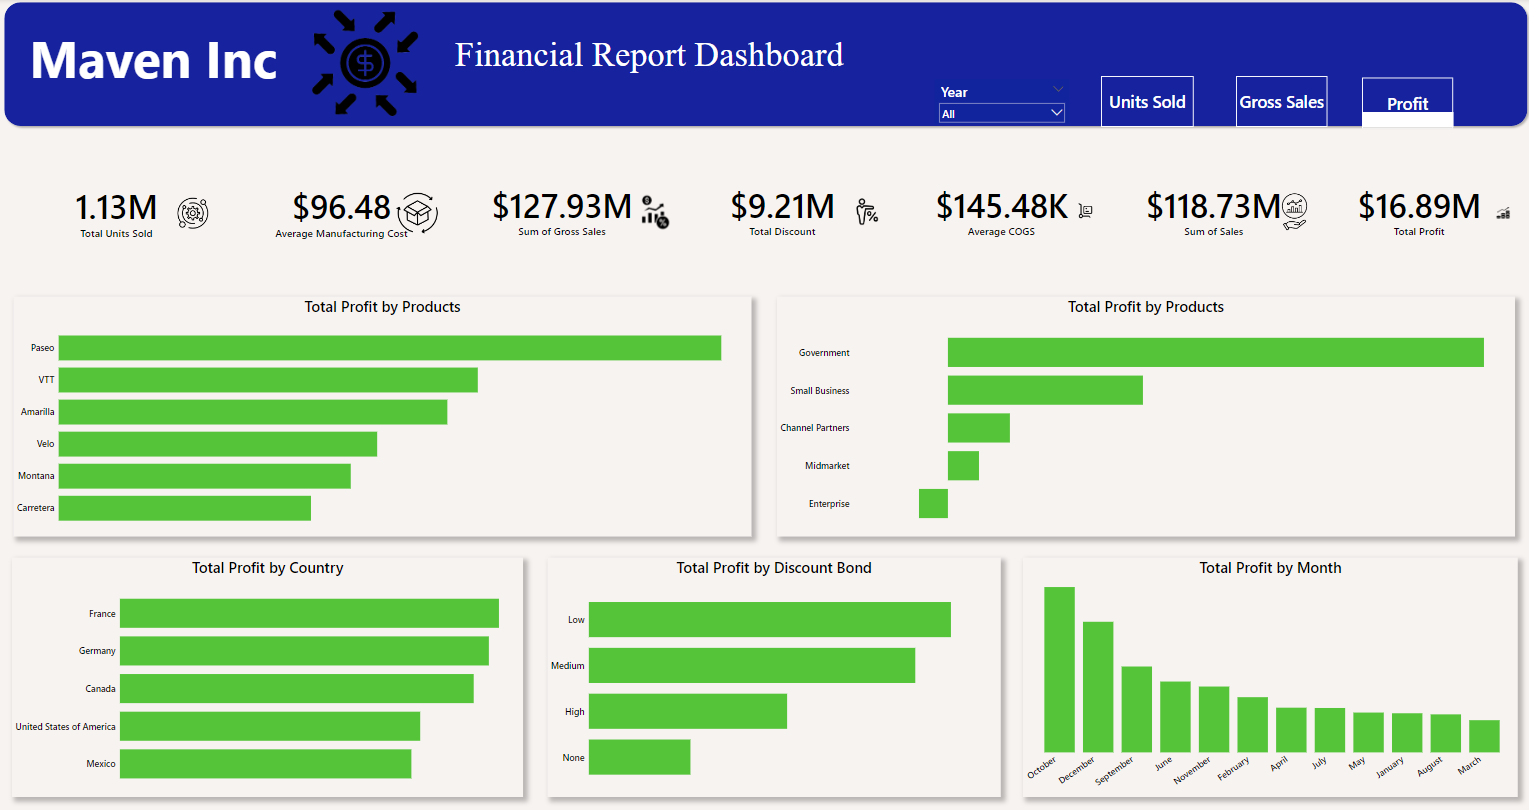 Maven Inc
Financial Report Dashboard
Year
All
Units Sold
Gross Sales
Profit
1.13M
Total Units Sold
$96.48
Average Manufacturing Cost
$127.93M
Sum of Gross Sales
$9.21M
Total Discount
$145.48K
Average COGS
$118.73M
Sum of Sales
$16.89M
Total Profit
Total Profit by Products
Paseo
VTT
Amarilla
Velo
Montana
Carretera
Total Profit by Products
Government
Small Business
Channel Partners
Midmarket
Enterprise
Total Profit by Country
France
Germany
Canada
United States of America
Mexico
Total Profit by Discount Bond
Low
Medium
High
None
Total Profit by Month
October
December
September
June
November
February
April
July
May
January
August
March